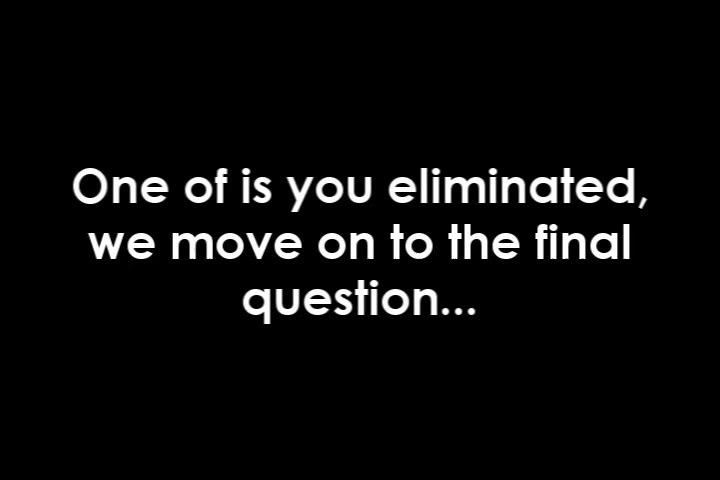 One of is you eliminated,
we move on to the final
question...